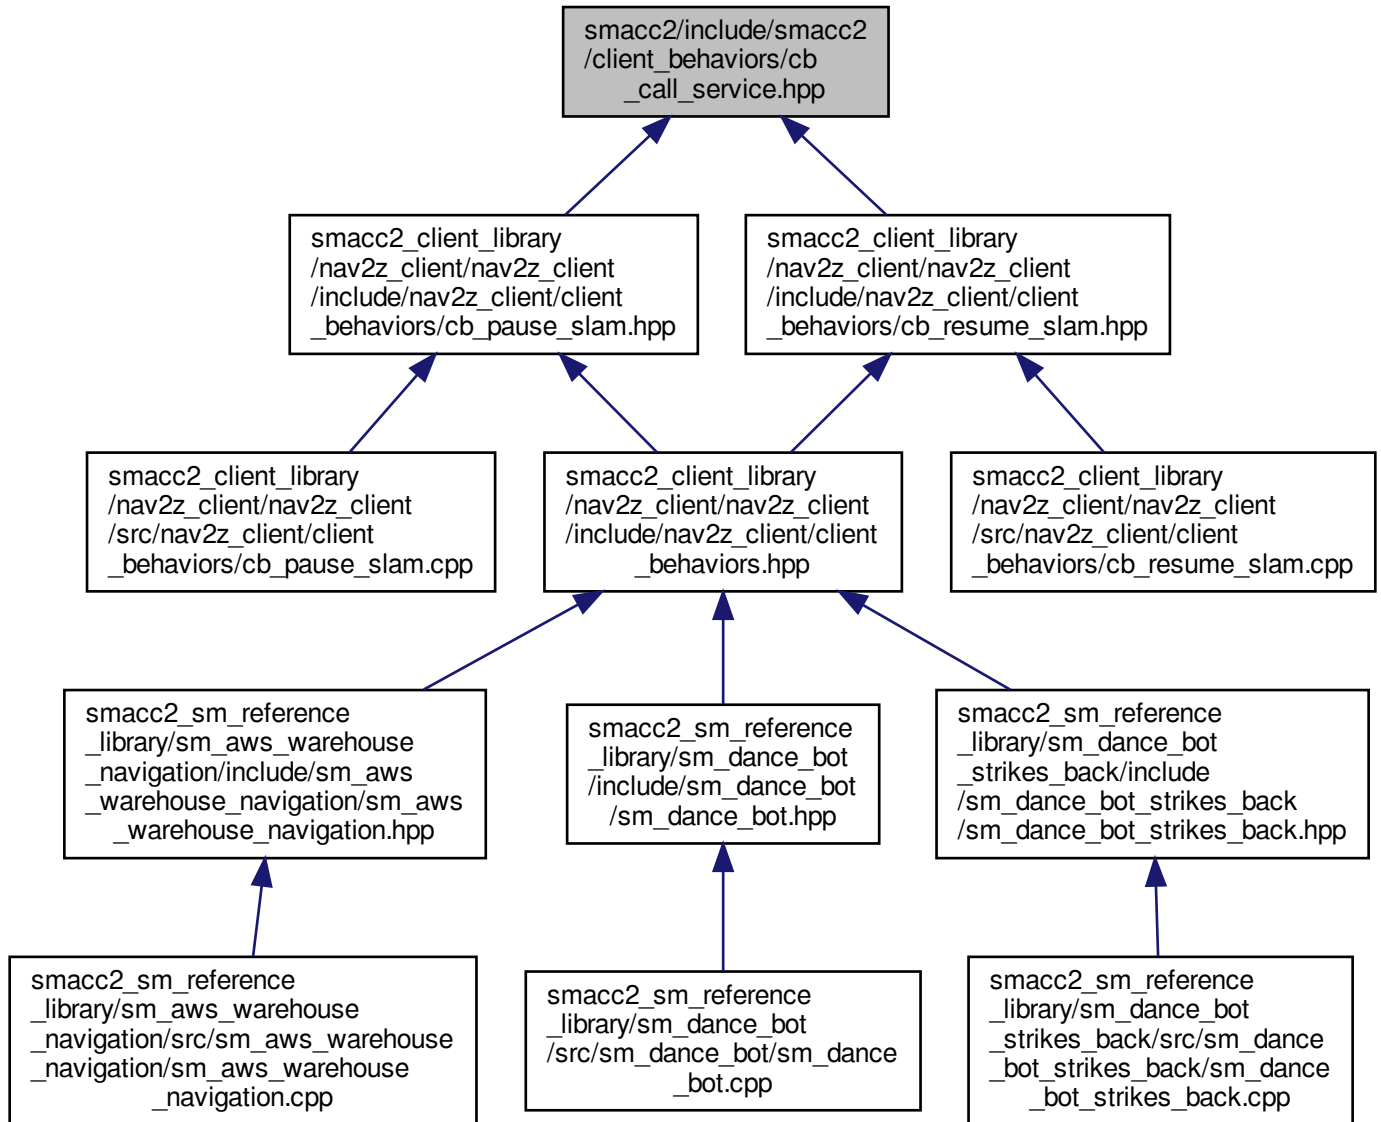 smacc2/include/smacc2
/client_behaviors/cb
_call_service.hpp
smacc2_client_library
/nav2z_client/nav2z_client
/include/nav2z_client/client
_behaviors/cb_pause_slam.hpp
smacc2_client_library
/nav2z_client/nav2z_client
/include/nav2z_client/client
_behaviors/cb_resume_slam.hpp
smacc2_client_library
/nav2z_client/nav2z_client
/src/nav2z_client/client
_behaviors/cb_pause_slam.cpp
smacc2_client_library
/nav2z_client/nav2z_client
/include/nav2z_client/client
_behaviors.hpp
smacc2_client_library
/nav2z_client/nav2z_client
/src/nav2z_client/client
_behaviors/cb_resume_slam.cpp
smacc2_sm_reference
_library/sm_aws_warehouse
_navigation/include/sm_aws
_warehouse_navigation/sm_aws
_warehouse_navigation.hpp
smacc2_sm_reference
_library/sm_dance_bot
/include/sm_dance_bot
/sm_dance_bot.hpp
smacc2_sm_reference
_library/sm_dance_bot
_strikes_back/include
/sm_dance_bot_strikes_back
/sm_dance_bot_strikes_back.hpp
smacc2_sm_reference
_library/sm_aws_warehouse
_navigation/src/sm_aws_warehouse
_navigation/sm_aws_warehouse
_navigation.cpp
smacc2_sm_reference
_library/sm_dance_bot
/src/sm_dance_bot/sm_dance
_bot.cpp
smacc2_sm_reference
_library/sm_dance_bot
_strikes_back/src/sm_dance
_bot_strikes_back/sm_dance
_bot_strikes_back.cpp